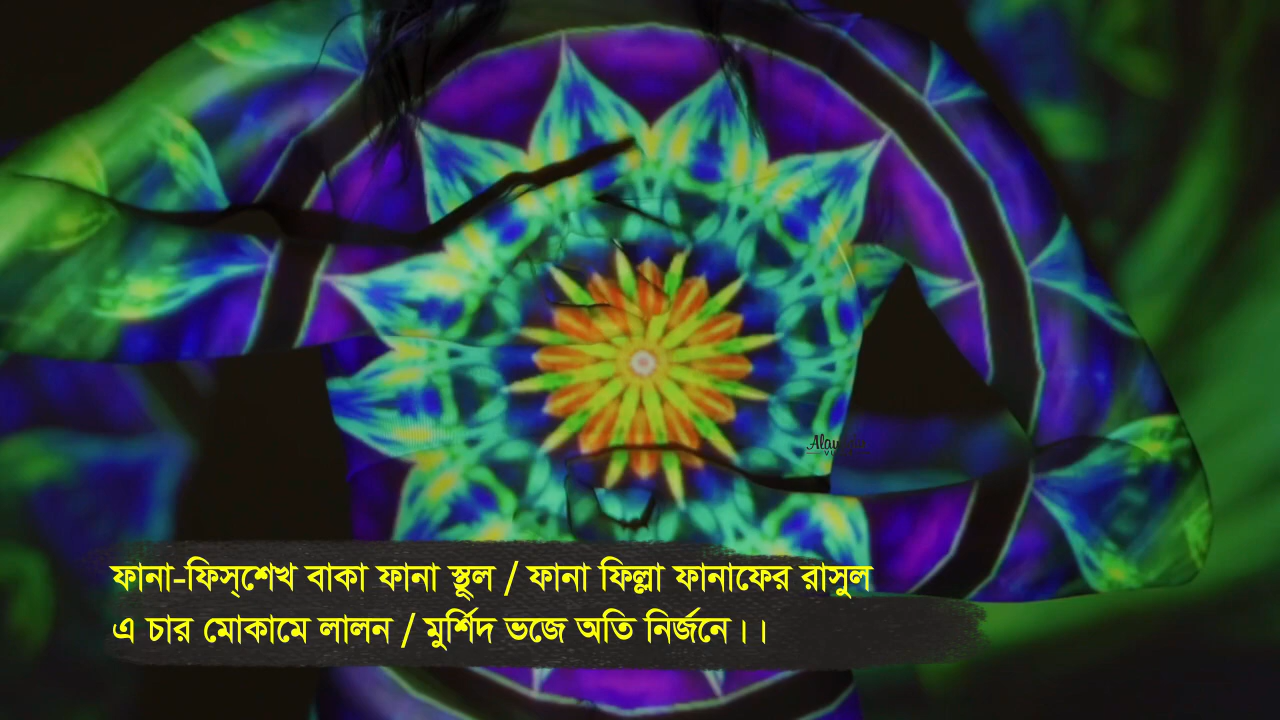 ফানা-ফিস্‌শেখ বাকা ফানা স্থূল / ফানা ফিল্লা ফানাফের রাসুল
এ চার মোকামে লালন / মুর্শিদ ভজে অতি নির্জনে।।